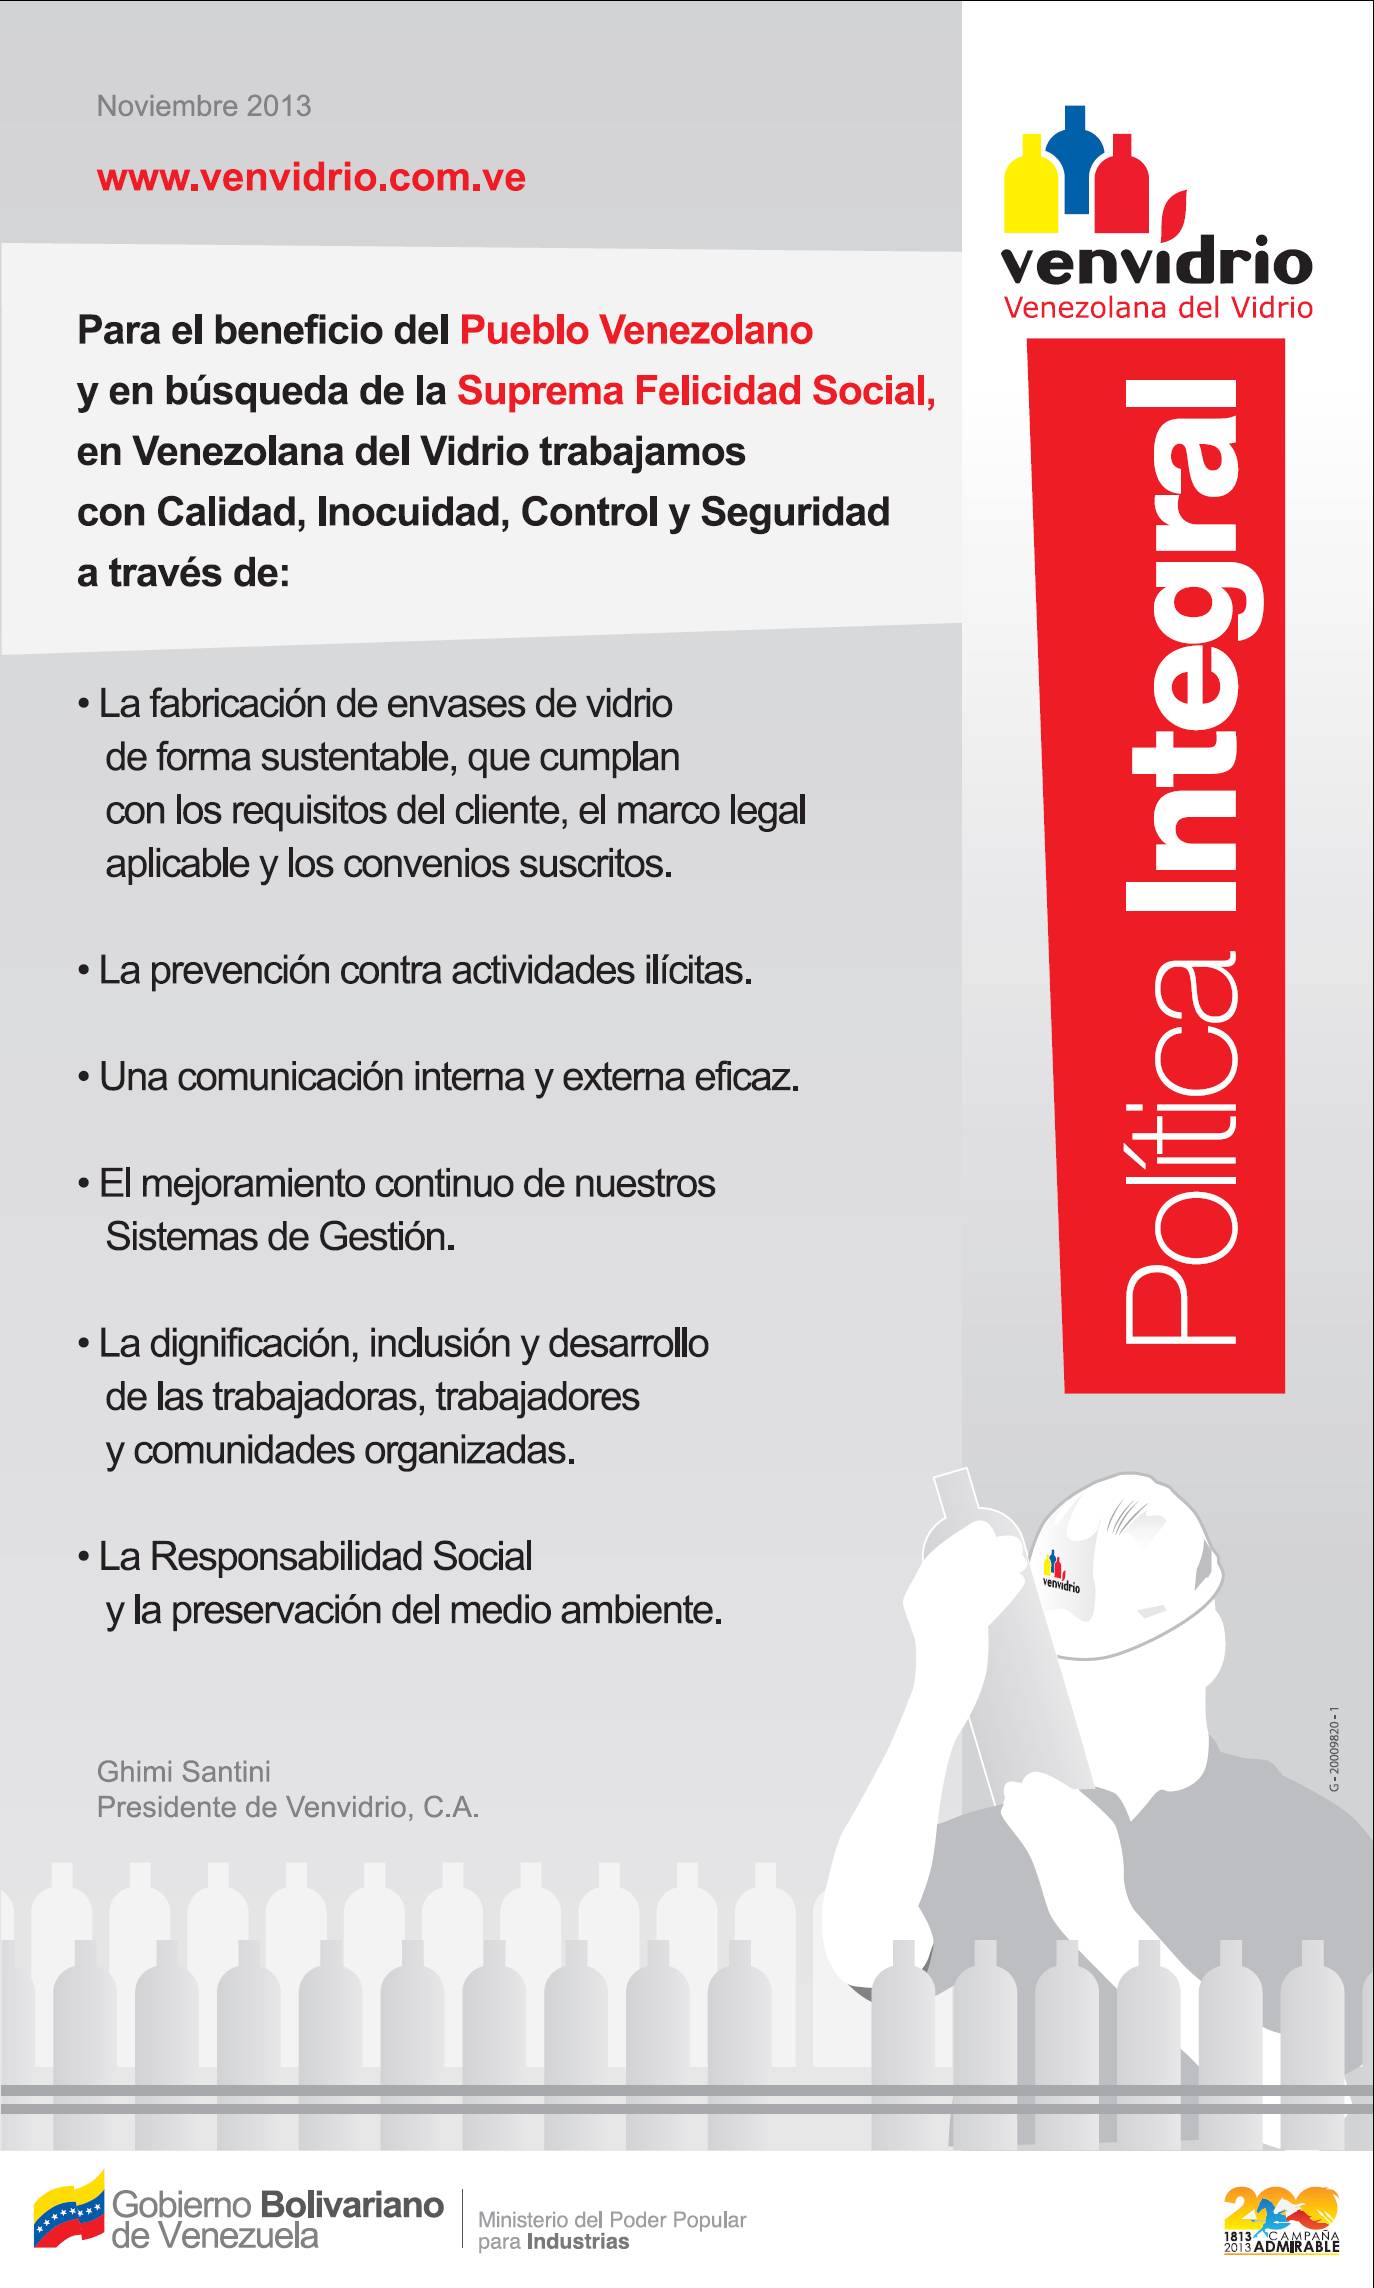 Noviembre 2013
www.venvidrio.com.ve
venvidrio
Venezolana del Vidrio
Política Integral
Para el beneficio del Pueblo Venezolano
y en búsqueda de la Suprema Felicidad Social,
en Venezolana del Vidrio trabajamos
con Calidad, Inocuidad, Control y Seguridad
a través de:
• La fabricación de envases de vidrio
de forma sustentable, que cumplan
con los requisitos del cliente, el marco legal
aplicable y los convenios suscritos.
• La prevención contra actividades ilícitas.
• Una comunicación interna y externa eficaz.
• El mejoramiento continuo de nuestros
Sistemas de Gestión.
• La dignificación, inclusión y desarrollo
de las trabajadoras, trabajadores
y comunidades organizadas.
• La Responsabilidad Social
y la preservación del medio ambiente.
venvidrio
G-20009820-1
Ghimi Santini
Presidente de Venvidrio, C.A.
Gobierno Bolivariano
de Venezuela
Ministerio del Poder Popular
para Industrias
200
1813 CAMPAÑA
2013 ADMIRABLE